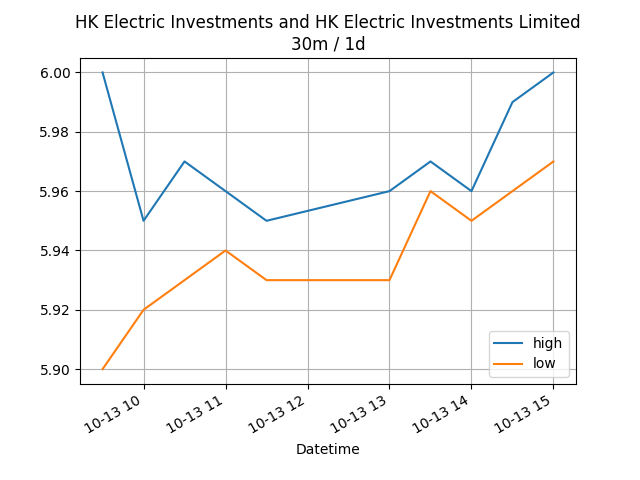 HK Electric Investments and HK Electric Investments Limited
30m / 1d
6.00
5.98
5.96
5.94
5.92
5.90
high
low
10-13 10
10-13 11
10-13 12
10-13 13
10-13 14
10-13 15
Datetime